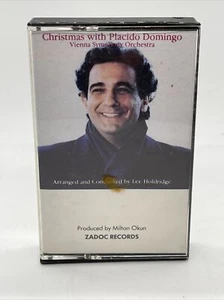 Christmas with Placido Domingo
Vienna Symphony Orchestra
Arranged and Conducted by Lee Holdridge
Produced by Milton Okun
ZADOC RECORDS